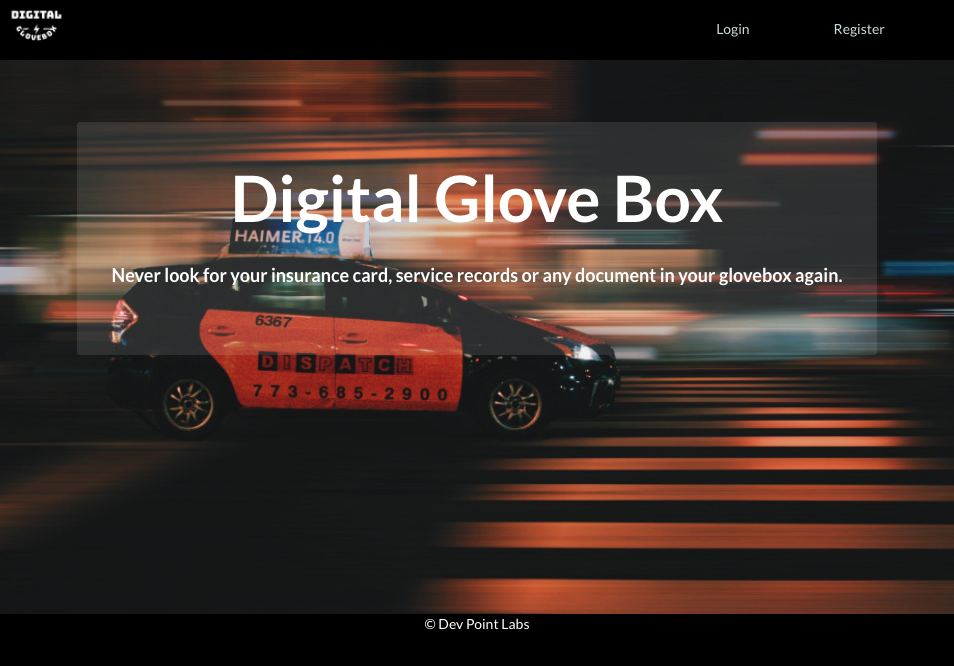 DIGITAL
GLOVEBOX
Login
Register
Digital Glove Box
HAIMER 14.0
Never look for your insurance card, service records or any document in your glovebox again.
6367
DISPATCH
773-685-2900
© Dev Point Labs